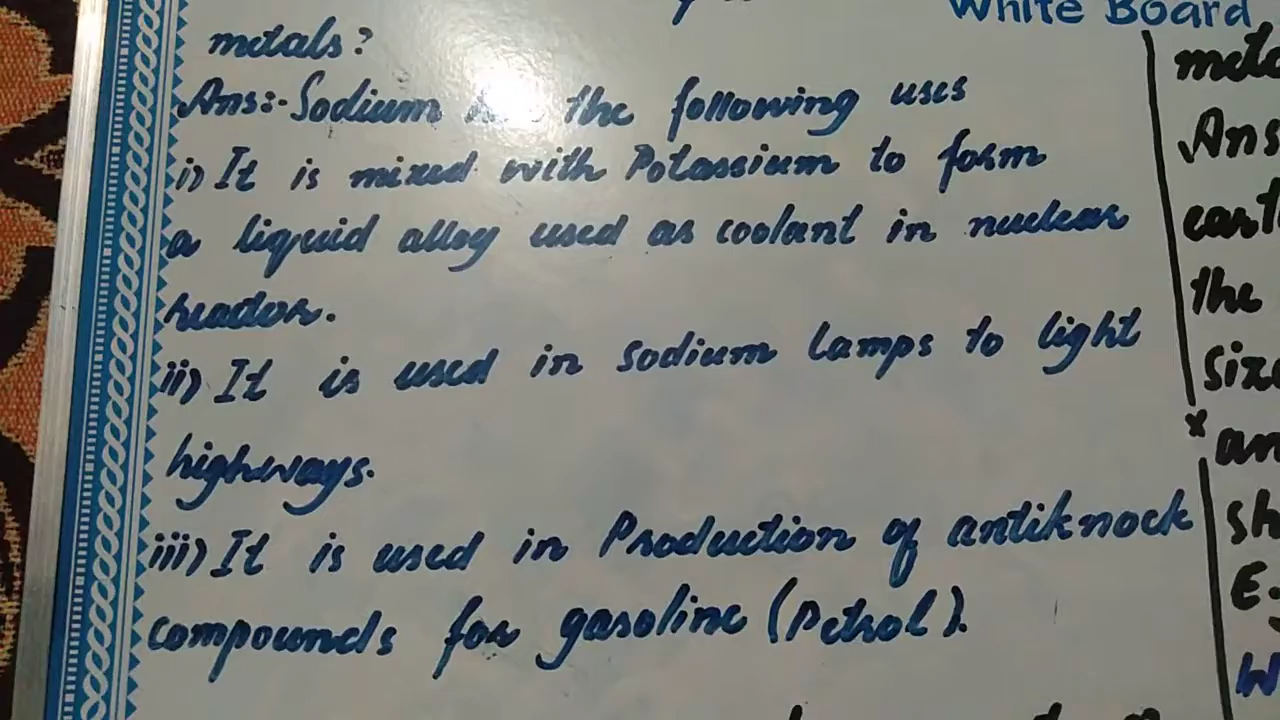 White Board
metals?
Ans:- Sodium the following uses
i) It is mixed with Potassium to form
a liquid alloy used as coolant in nuclear
reactor.
ii) It is used in sodium lamps to light
highways.
iii) It is used in Production of antiknock
compounds for gasoline (Petrol).
Ans
the
E.